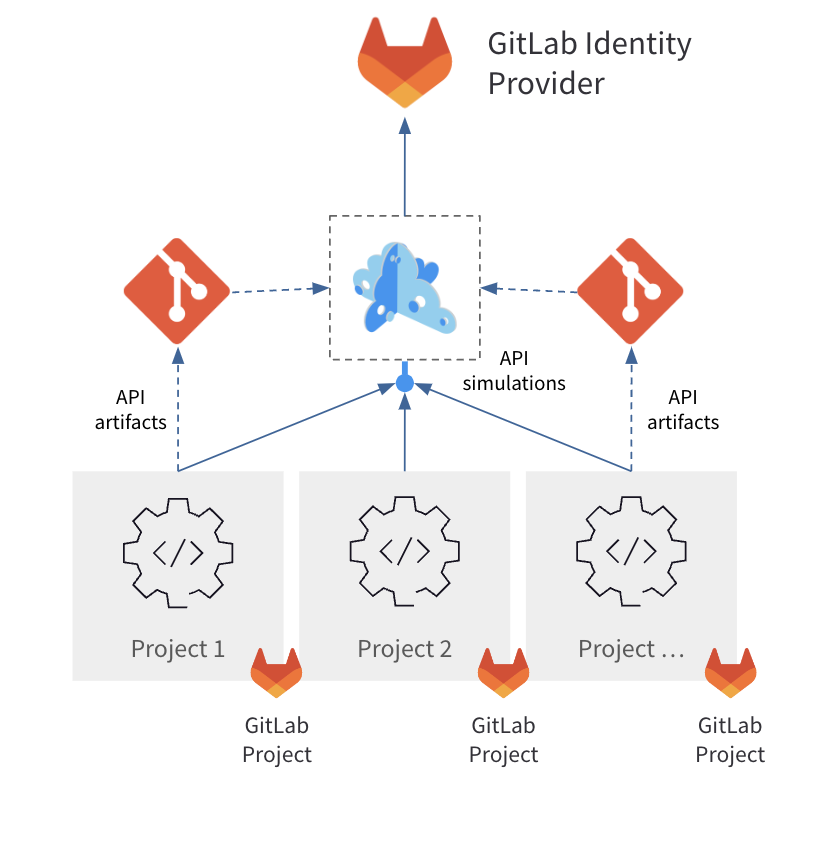 GitLab Identity
Provider
API
simulations
API
artifacts
API
artifacts
Project 1
Project 2
Project ...
GitLab
Project
GitLab
Project
GitLab
Project